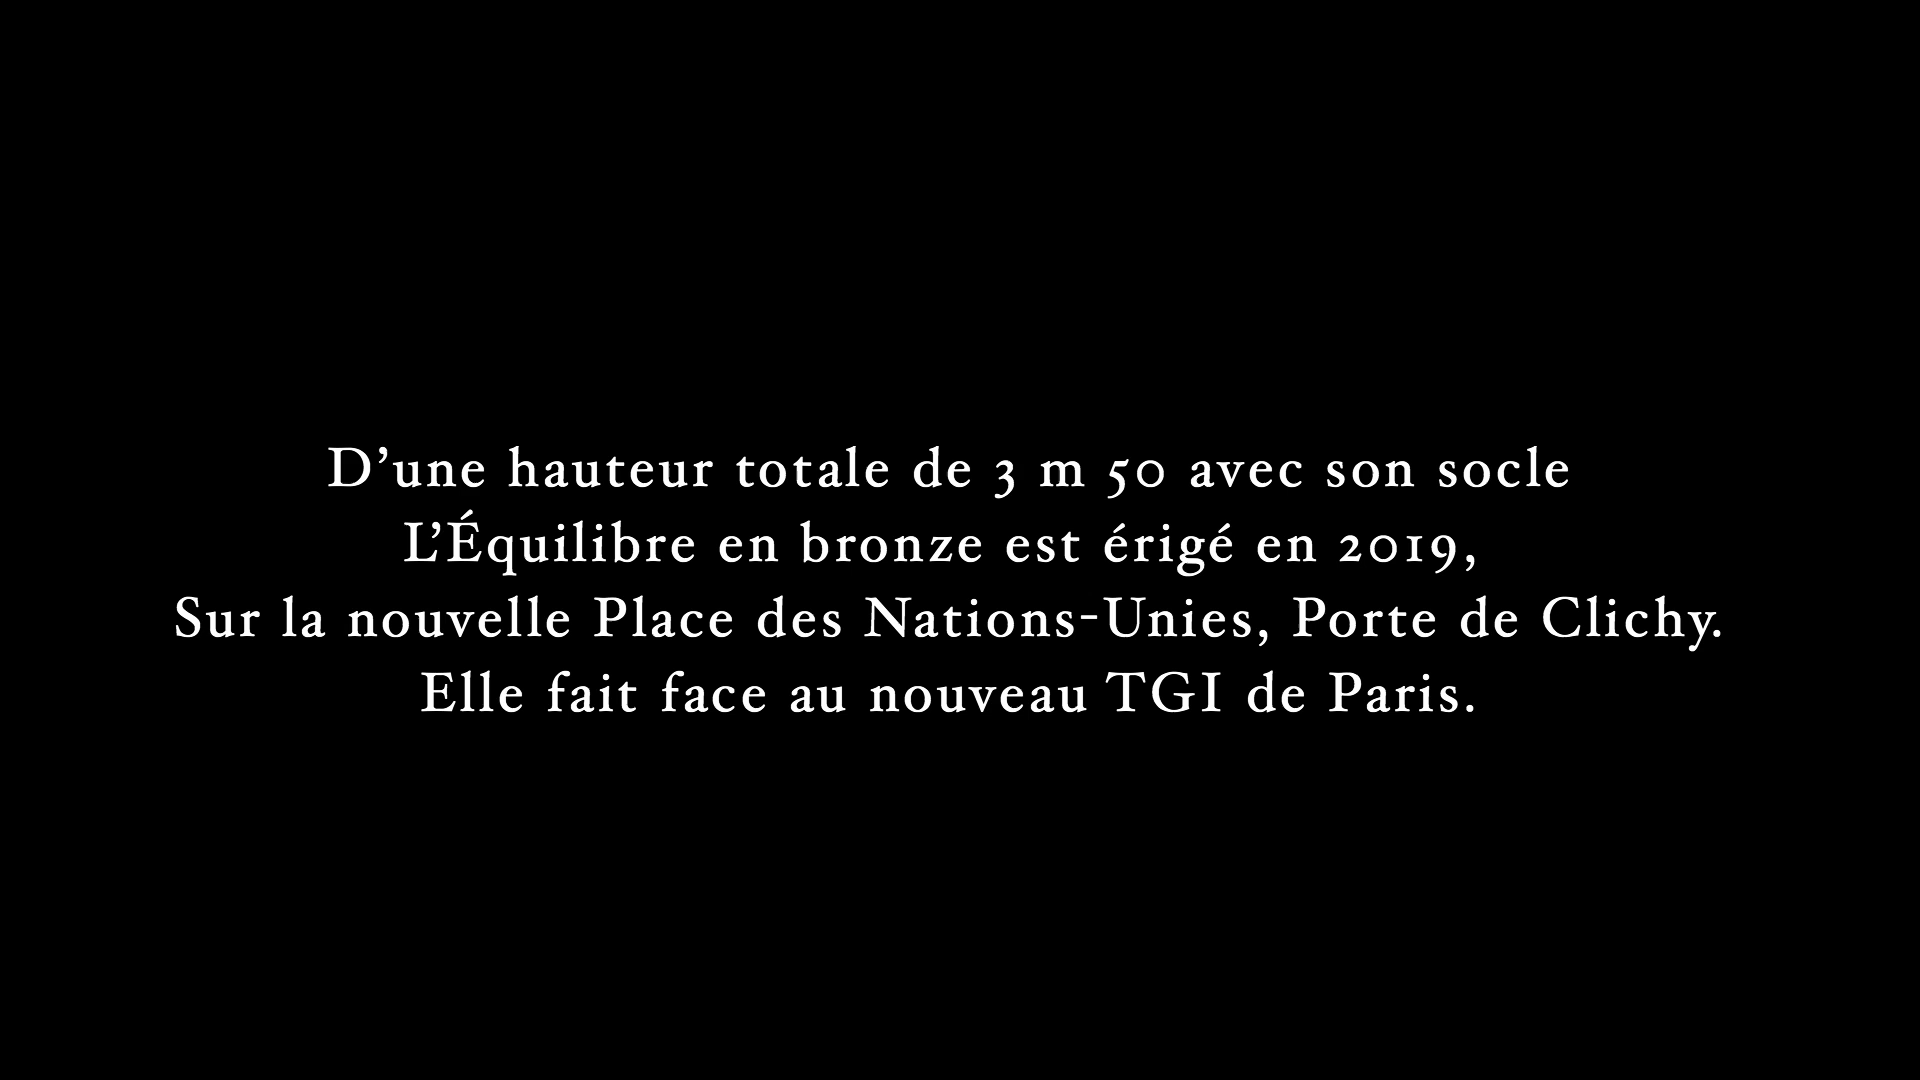 D’une hauteur totale de 3 m 50 avec son socle
L’Équilibre en bronze est érigé en 2019,
Sur la nouvelle Place des Nations-Unies, Porte de Clichy.
Elle fait face au nouveau TGI de Paris.